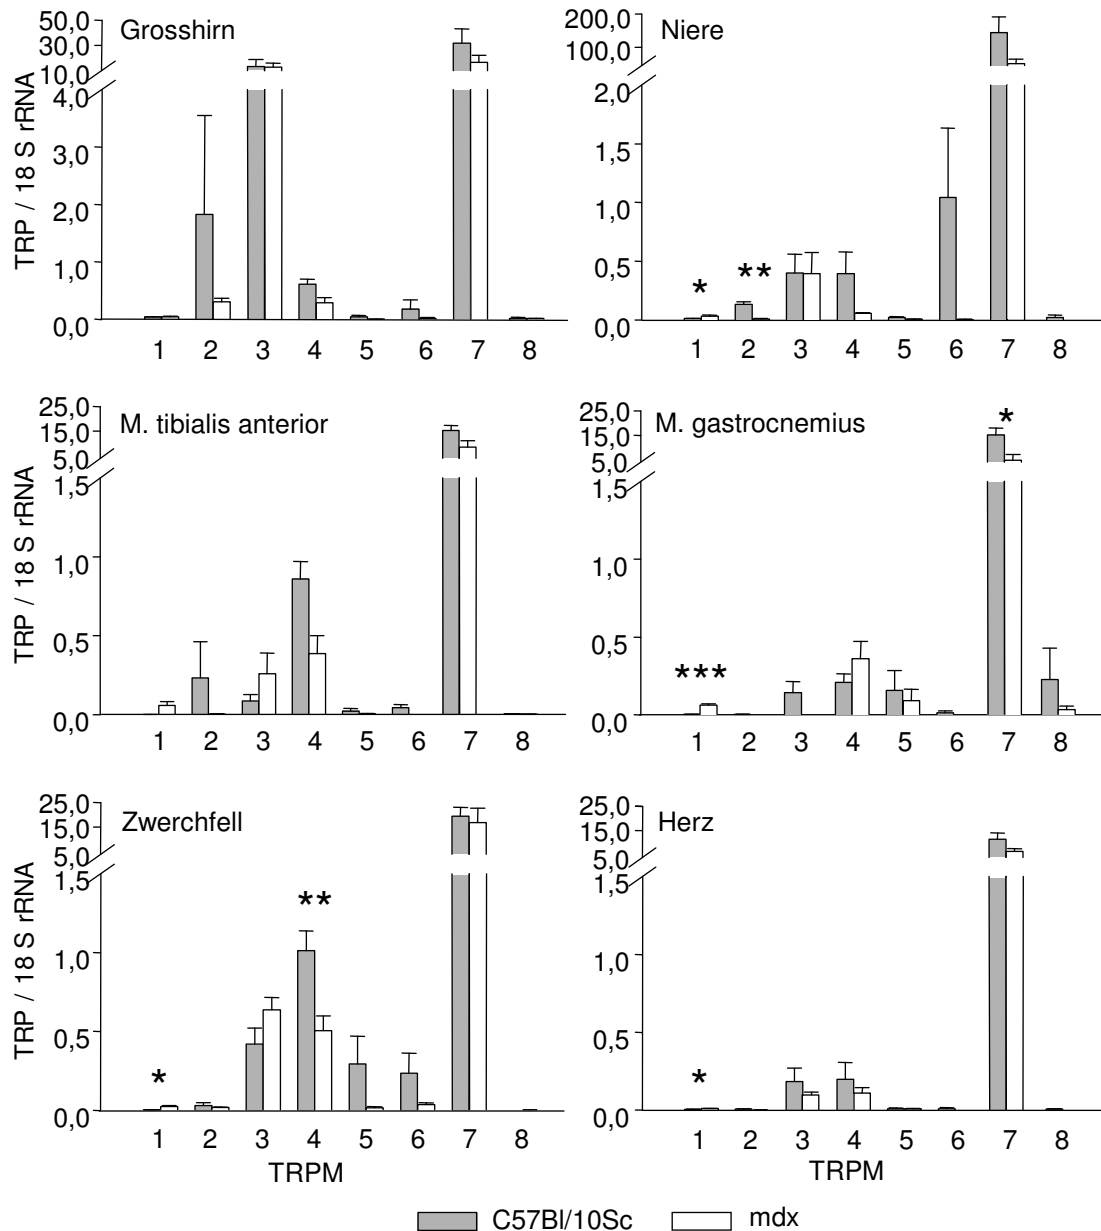 Grosshirn
50,0
30,0
10,0
4,0
3,0
2,0
1,0
0,0
TRP / 18 S rRNA
1 2 3 4 5 6 7 8
Niere
200,0
100,0
2,0
1,5
1,0
0,5
0,0
* **
1 2 3 4 5 6 7 8
M. tibialis anterior
25,0
15,0
5,0
1,5
1,0
0,5
0,0
TRP / 18 S rRNA
1 2 3 4 5 6 7 8
M. gastrocnemius
25,0
15,0
5,0
1,5
1,0
0,5
0,0
*
***
1 2 3 4 5 6 7 8
Zwerchfell
25,0
15,0
5,0
1,5
1,0
0,5
0,0
TRP / 18 S rRNA
**
*
1 2 3 4 5 6 7 8
TRPM
Herz
25,0
15,0
5,0
1,5
1,0
0,5
0,0
*
1 2 3 4 5 6 7 8
TRPM
C57Bl/10Sc mdx